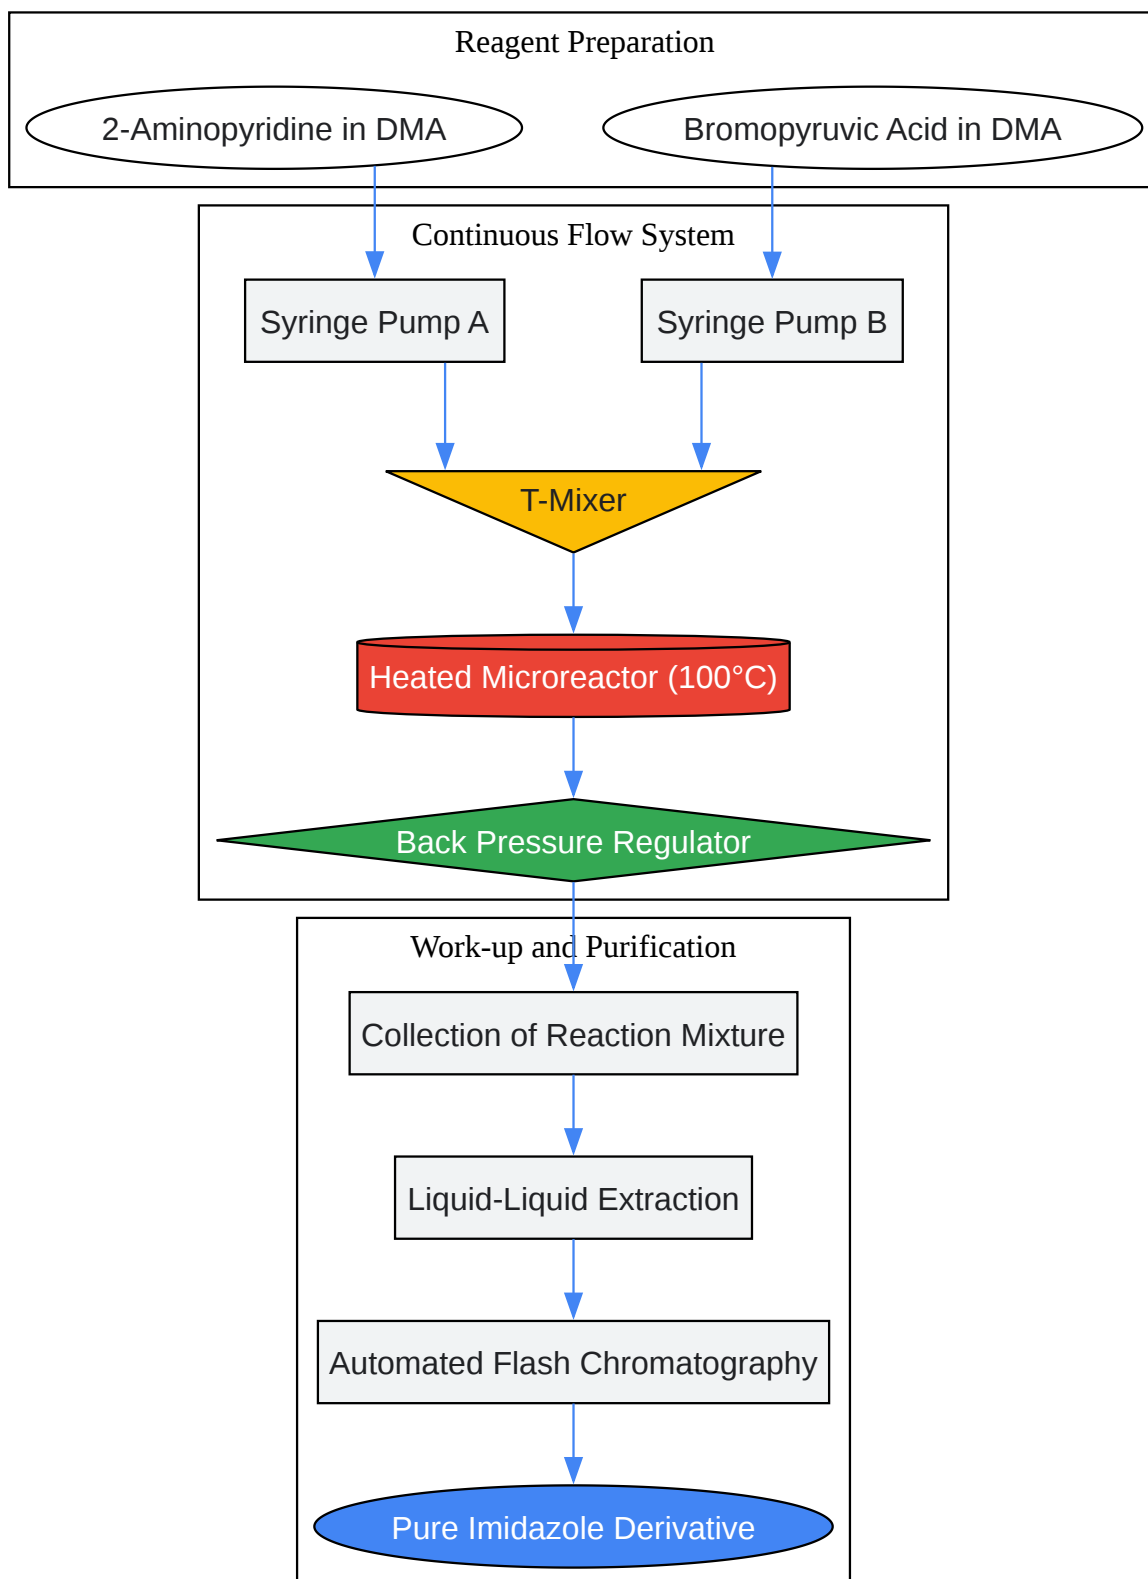 Reagent Preparation
2-Aminopyridine in DMA
Bromopyruvic Acid in DMA
Continuous Flow System
Syringe Pump A
Syringe Pump B
T-Mixer
Heated Microreactor (100°C)
Back Pressure Regulator
Work-up and Purification
Collection of Reaction Mixture
Liquid-Liquid Extraction
Automated Flash Chromatography
Pure Imidazole Derivative